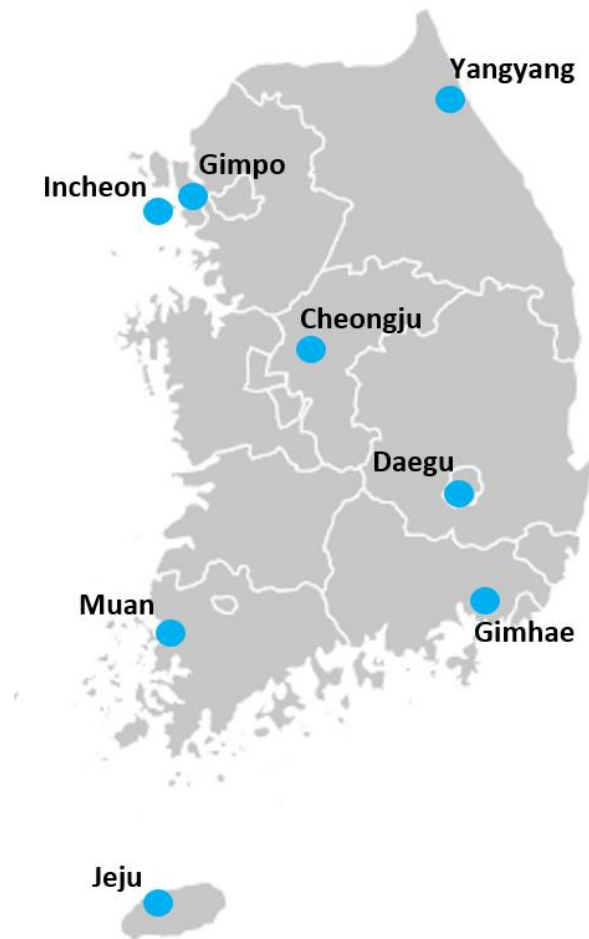 Yangyang
Gimpo
Incheon
Cheongju
Daegu
Muan
Gimhae
Jeju